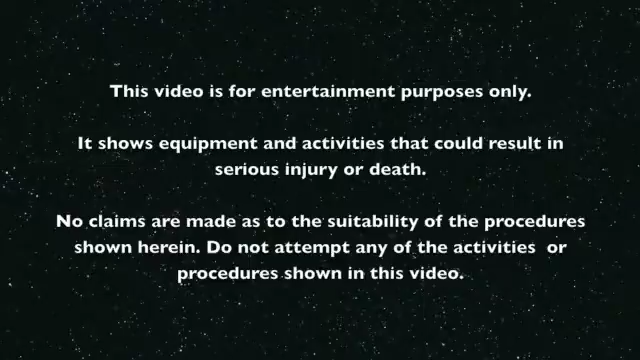 This video is for entertainment purposes only.
It shows equipment and activities that could result in
serious injury or death.
No claims are made as to the suitability of the procedures
shown herein. Do not attempt any of the activities  or
procedures shown in this video.